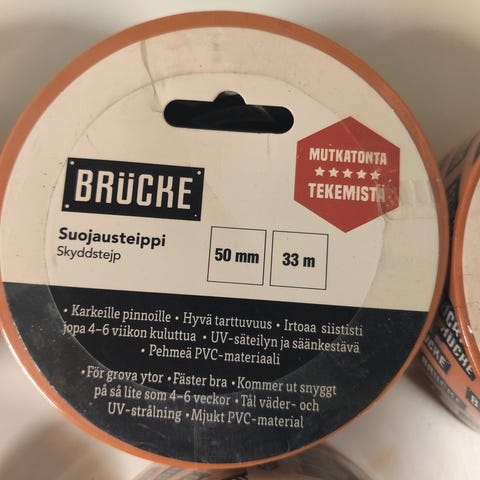 MUTKATONTA
TEKEMISTÄ
BRÜCKE
Suojausteippi
Skyddstejp
50 mm
33 m
• Karkeille pinnoille • Hyvä tarttuvuus • Irtoaa siististi
jopa 4–6 viikon kuluttua • UV-säteilyn ja säänkestävä
• Pehmeä PVC-materiaali
•För grova ytor •Fäster bra •Kommer ut snyggt
på så lite som 4–6 veckor •Tål väder- och
UV-strålning •Mjukt PVC-material
BRÜCKE